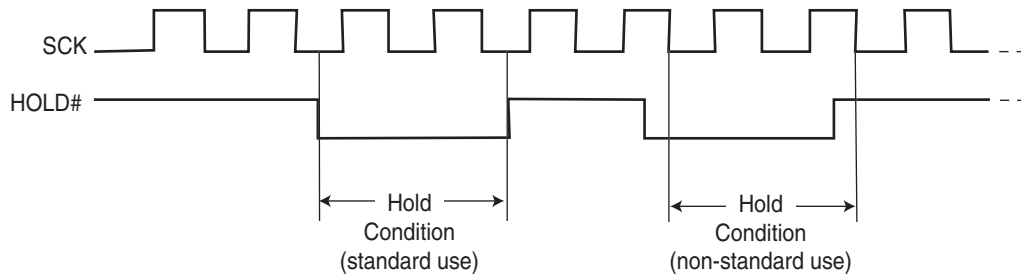 SCK
HOLD#
Hold
Condition
(standard use)
Hold
Condition
(non-standard use)